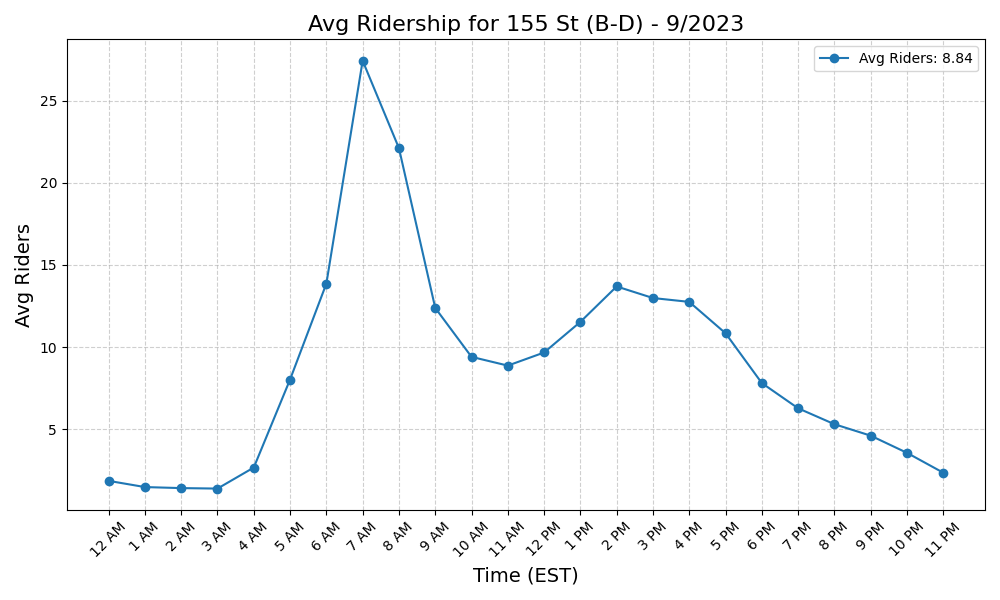 Avg Ridership for 155 St (B-D) - 9/2023
Avg Riders: 8.84
Avg Riders
25
20
15
10
5
12 AM
1 AM
2 AM
3 AM
4 AM
5 AM
6 AM
7 AM
8 AM
9 AM
10 AM
11 AM
12 PM
1 PM
2 PM
3 PM
4 PM
5 PM
6 PM
7 PM
8 PM
9 PM
10 PM
11 PM
Time (EST)